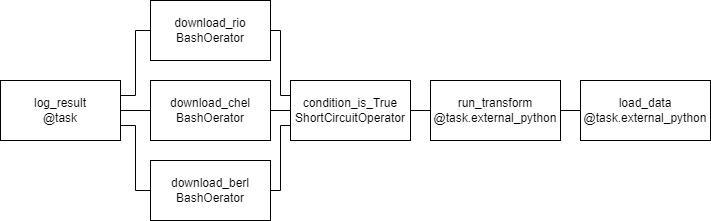 download_rio
BashOerator
log_result
@task
download_chel
BashOerator
condition_is_True
ShortCircuitOperator
run_transform
@task.external_python
load_data
@task.external_python
download_berl
BashOerator